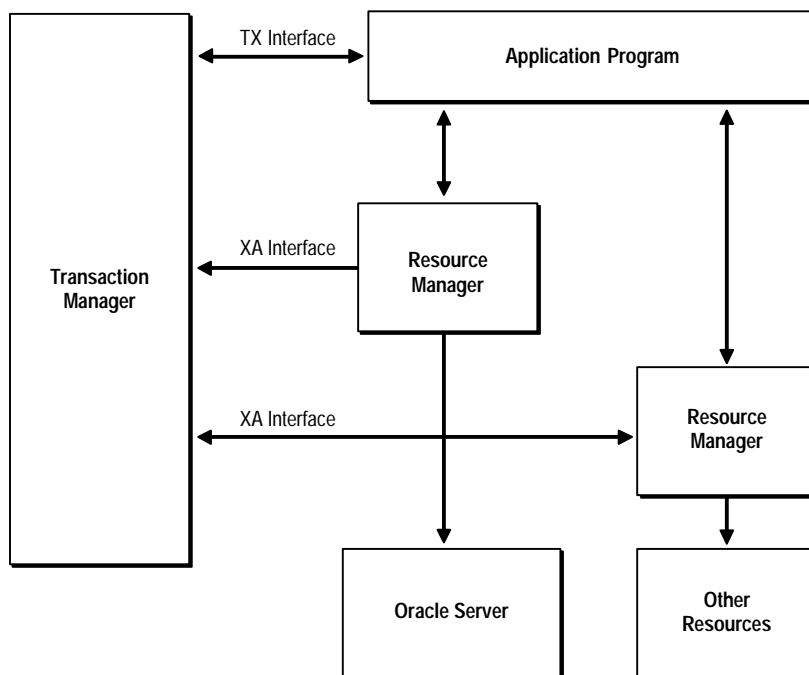 TX Interface
Application Program
XA Interface
Resource
Manager
Transaction
Manager
XA Interface
Resource
Manager
Oracle Server
Other
Resources